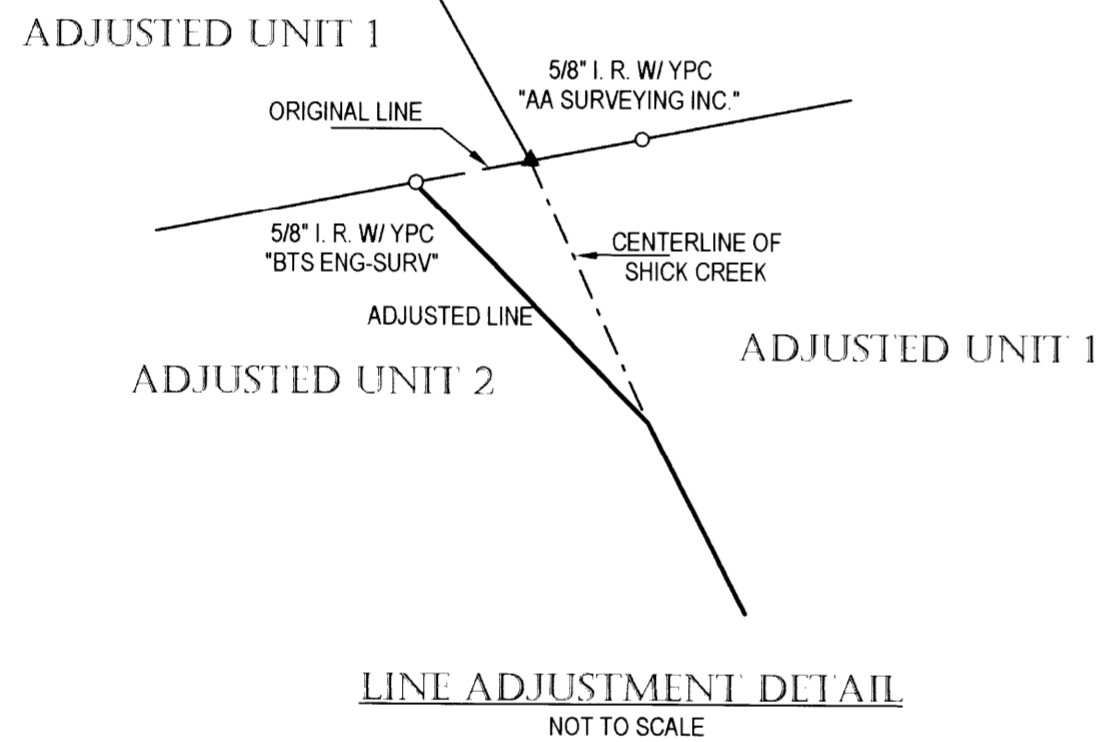 ADJUSTED UNIT 1
5/8" I. R. W/ YPC
"AA SURVEYING INC."
ORIGINAL LINE
5/8" I. R. W/ YPC
"BTS ENG-SURV"
CENTERLINE OF
SHICK CREEK
ADJUSTED LINE
ADJUSTED UNIT 1
ADJUSTED UNIT 2
LINE ADJUSTMENT DETAIL
NOT TO SCALE